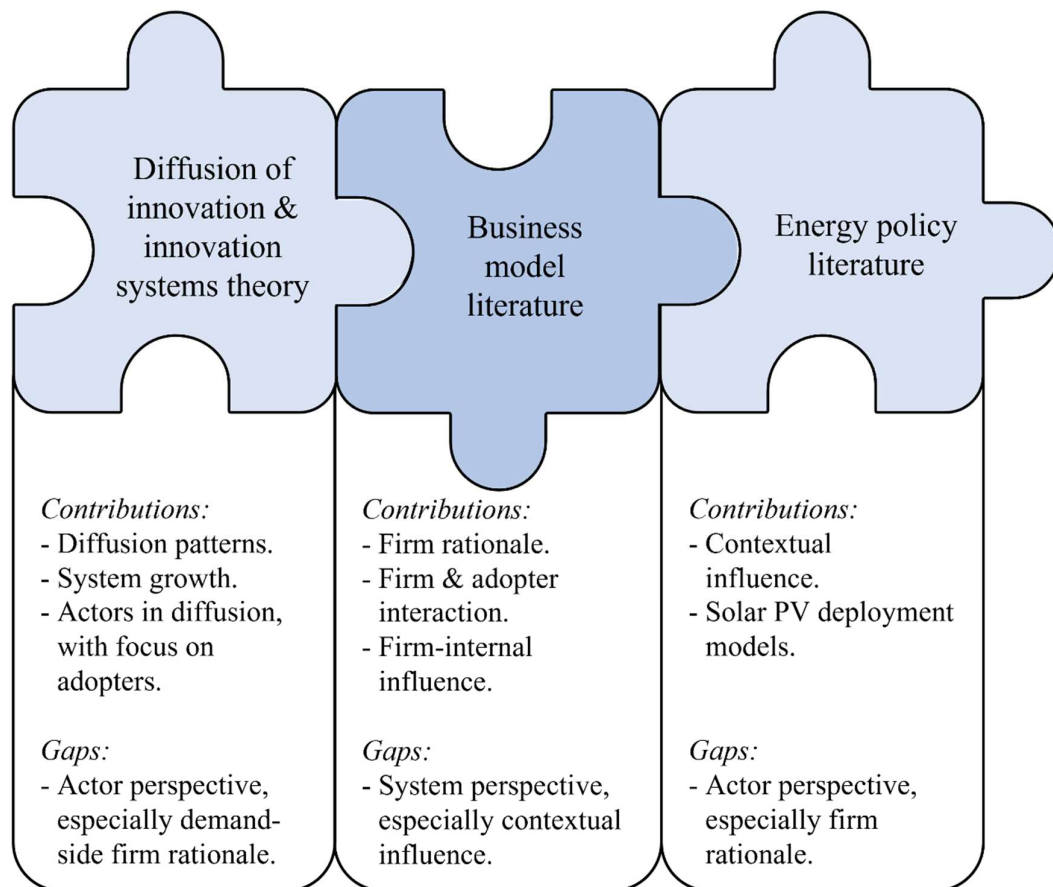 Diffusion of
innovation &
innovation
systems theory
Business
model
literature
Energy policy
literature
Contributions:
- Diffusion patterns.
- System growth.
- Actors in diffusion,
with focus on
adopters.
Gaps:
- Actor perspective,
especially demand-
side firm rationale.
Contributions:
- Firm rationale.
- Firm & adopter
interaction.
- Firm-internal
influence.
Gaps:
- System perspective,
especially contextual
influence.
Contributions:
- Contextual
influence.
- Solar PV deployment
models.
Gaps:
- Actor perspective,
especially firm
rationale.